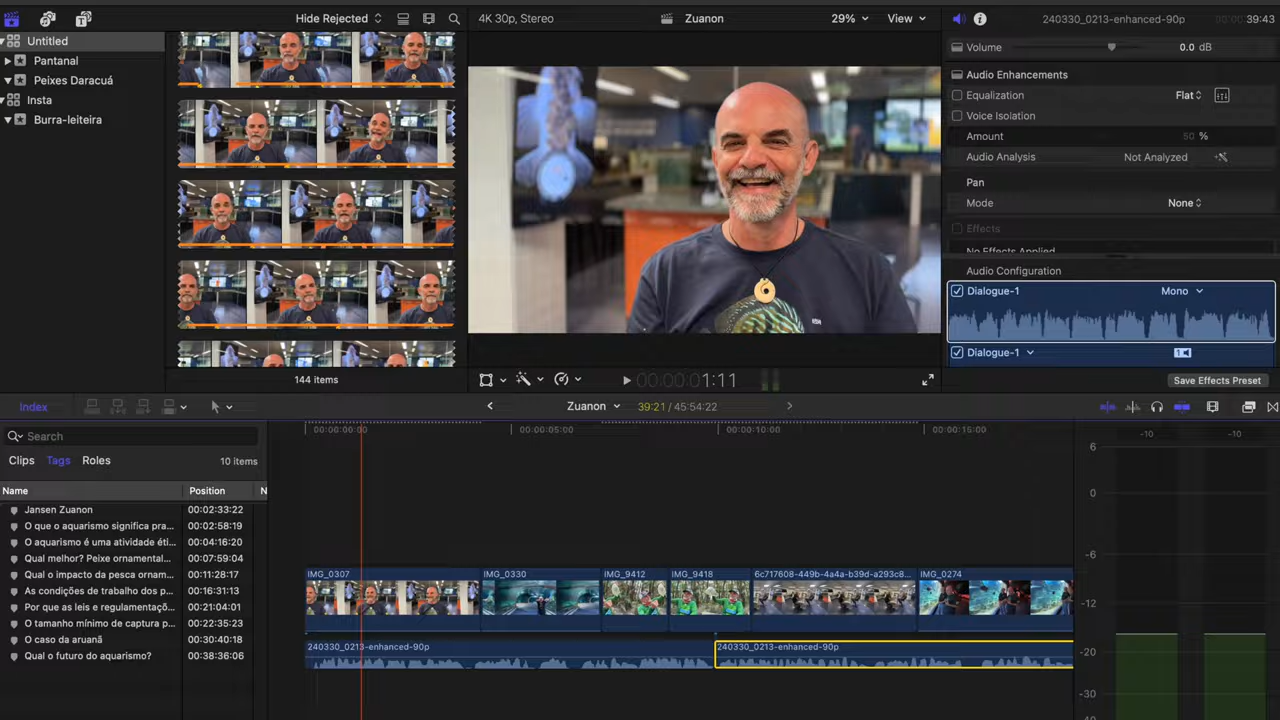 Hide Rejected
4K 30p, Stereo
Zuanon
29%
View
240330_0213-enhanced-90p
39:43
Untitled
Pantanal
Peixes Daracuá
Insta
Burra-leiteira
144 items
00:00:01:11
Volume
0.0 dB
Audio Enhancements
Equalization
Flat
Voice Isolation
Amount
50 %
Audio Analysis
Not Analyzed
Pan
Mode
None
Effects
No Effects Applied
Audio Configuration
Dialogue-1
Mono
Dialogue-1
Save Effects Preset
Index
Zuanon
39:21 / 45:54:22
Search
Clips
Tags
Roles
10 items
Name
Position
N
Jansen Zuanon 00:02:33:22
O que o aquarismo significa pra... 00:02:58:19
O aquarismo é uma atividade éti... 00:04:16:20
Qual melhor? Peixe ornamental... 00:07:59:04
Qual o impacto da pesca ornam... 00:11:28:17
As condições de trabalho dos p... 00:16:31:13
Por que as leis e regulamentaçõ... 00:21:04:01
O tamanho mínimo de captura p... 00:22:35:23
O caso da aruanã 00:30:40:18
Qual o futuro do aquarismo? 00:38:36:06
00:00:00:00
00:00:05:00
00:00:10:00
00:00:15:00
IMG_0307
IMG_0330
IMG_9412
IMG_9418
6c717608-449b-4a4a-b39d-a293c8...
IMG_0274
240330_0213-enhanced-90p
240330_0213-enhanced-90p
-10
-10
6
0
-6
-12
-20
-30